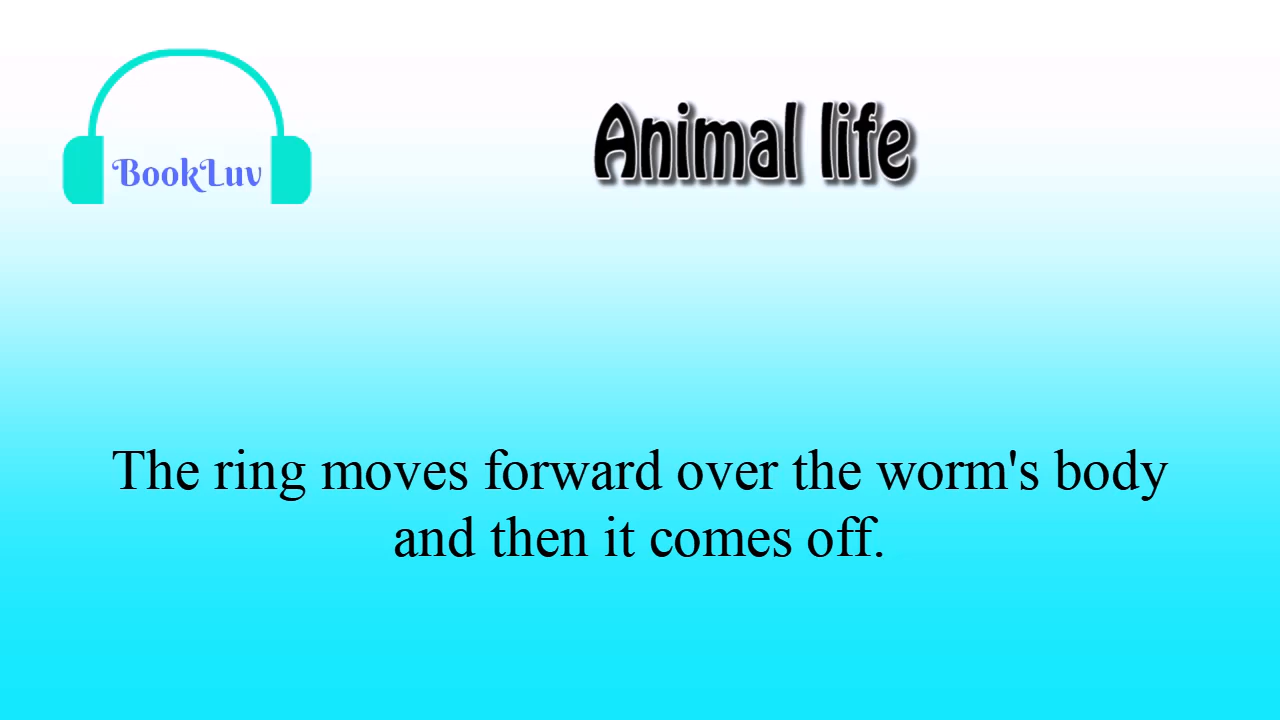 Animal life
BookLuv
The ring moves forward over the worm's body
and then it comes off.